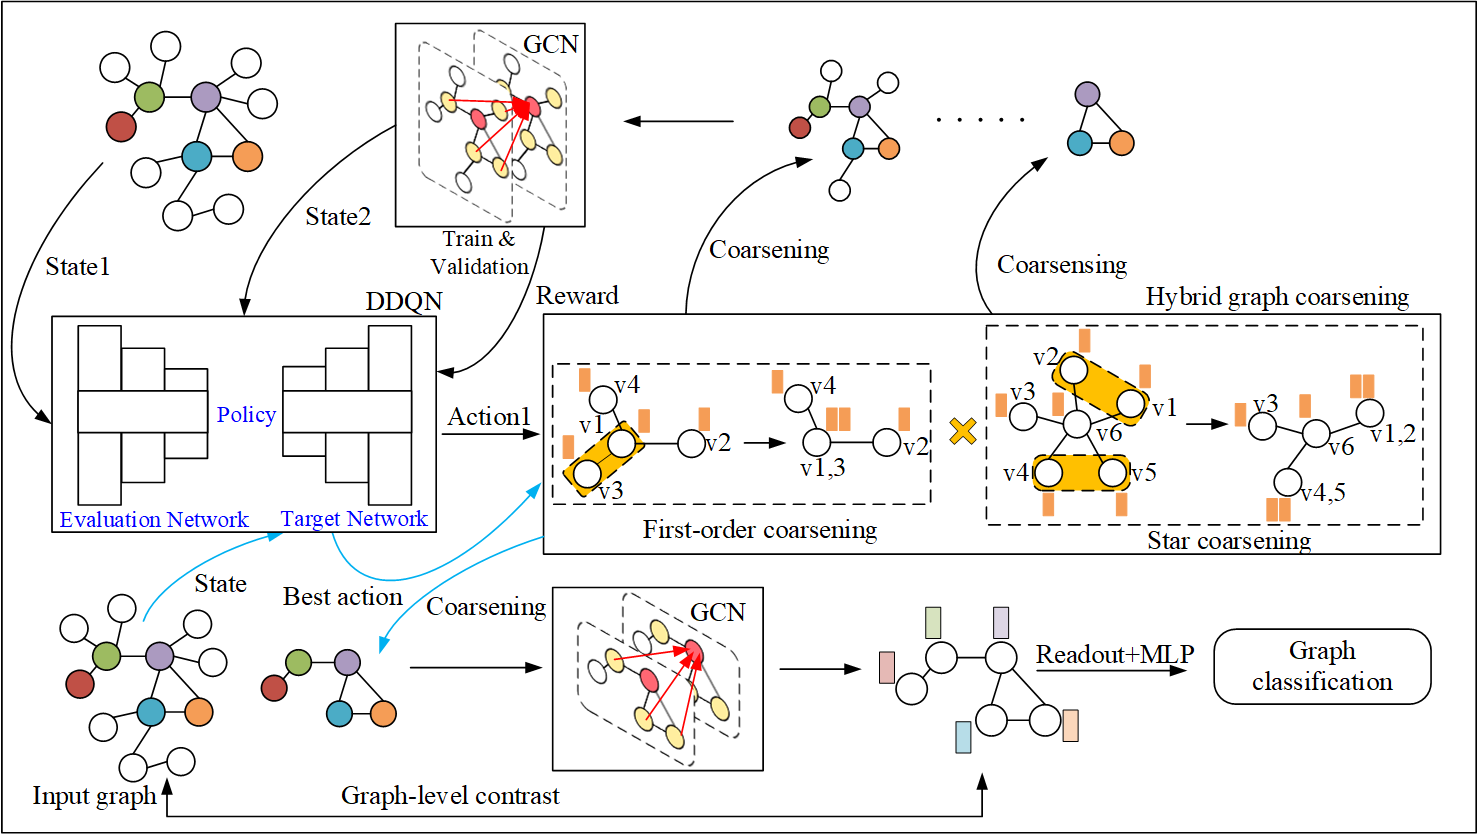 GCN
State2
Train &
Validation
State1
Coarsening
Coarsensing
DDQN
Reward
Hybrid graph coarsening
Policy
Action1
Evaluation Network
Target Network
v4
v1
v2
v3
v4
v1,3
v2
First-order coarsening
v2
v3
v1
v6
v4
v5
v3
v1,2
v6
v4,5
Star coarsening
State
Best action
Coarsening
GCN
Readout+MLP
Graph
classification
Input graph
Graph-level contrast